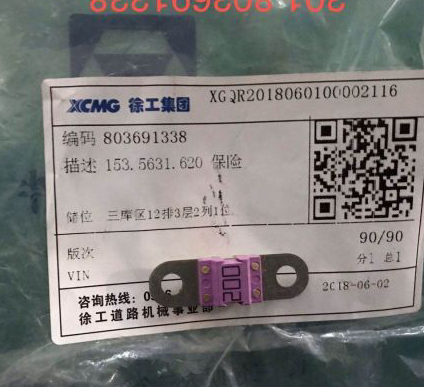 803691338
XCMG 徐工集团
XGQR2018060100002116
编码 803691338
描述 153.5631.620 保险
储位 三库区12排3层2列1位
版次
90/90
分1 总1
VIN
200
2018-06-02
咨询热线:
徐工道路机械事业部